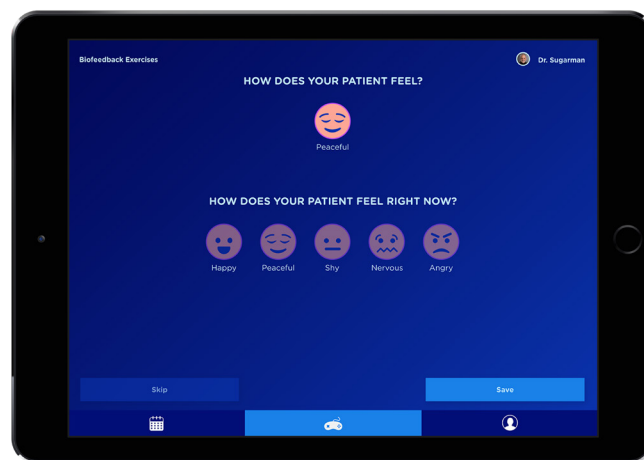 Biofeedback Exercises
Dr. Sugarman
HOW DOES YOUR PATIENT FEEL?
Peaceful
HOW DOES YOUR PATIENT FEEL RIGHT NOW?
Happy Peaceful Shy Nervous Angry
Skip Save